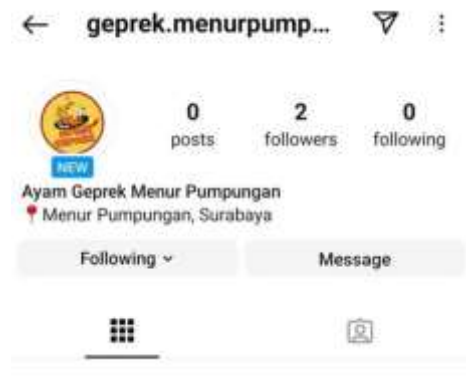 geprek.menurpump...
0
2
0
posts
followers
following
NEW
Ayam Geprek Menur Pumpungan
Menur Pumpungan, Surabaya
Following
Message